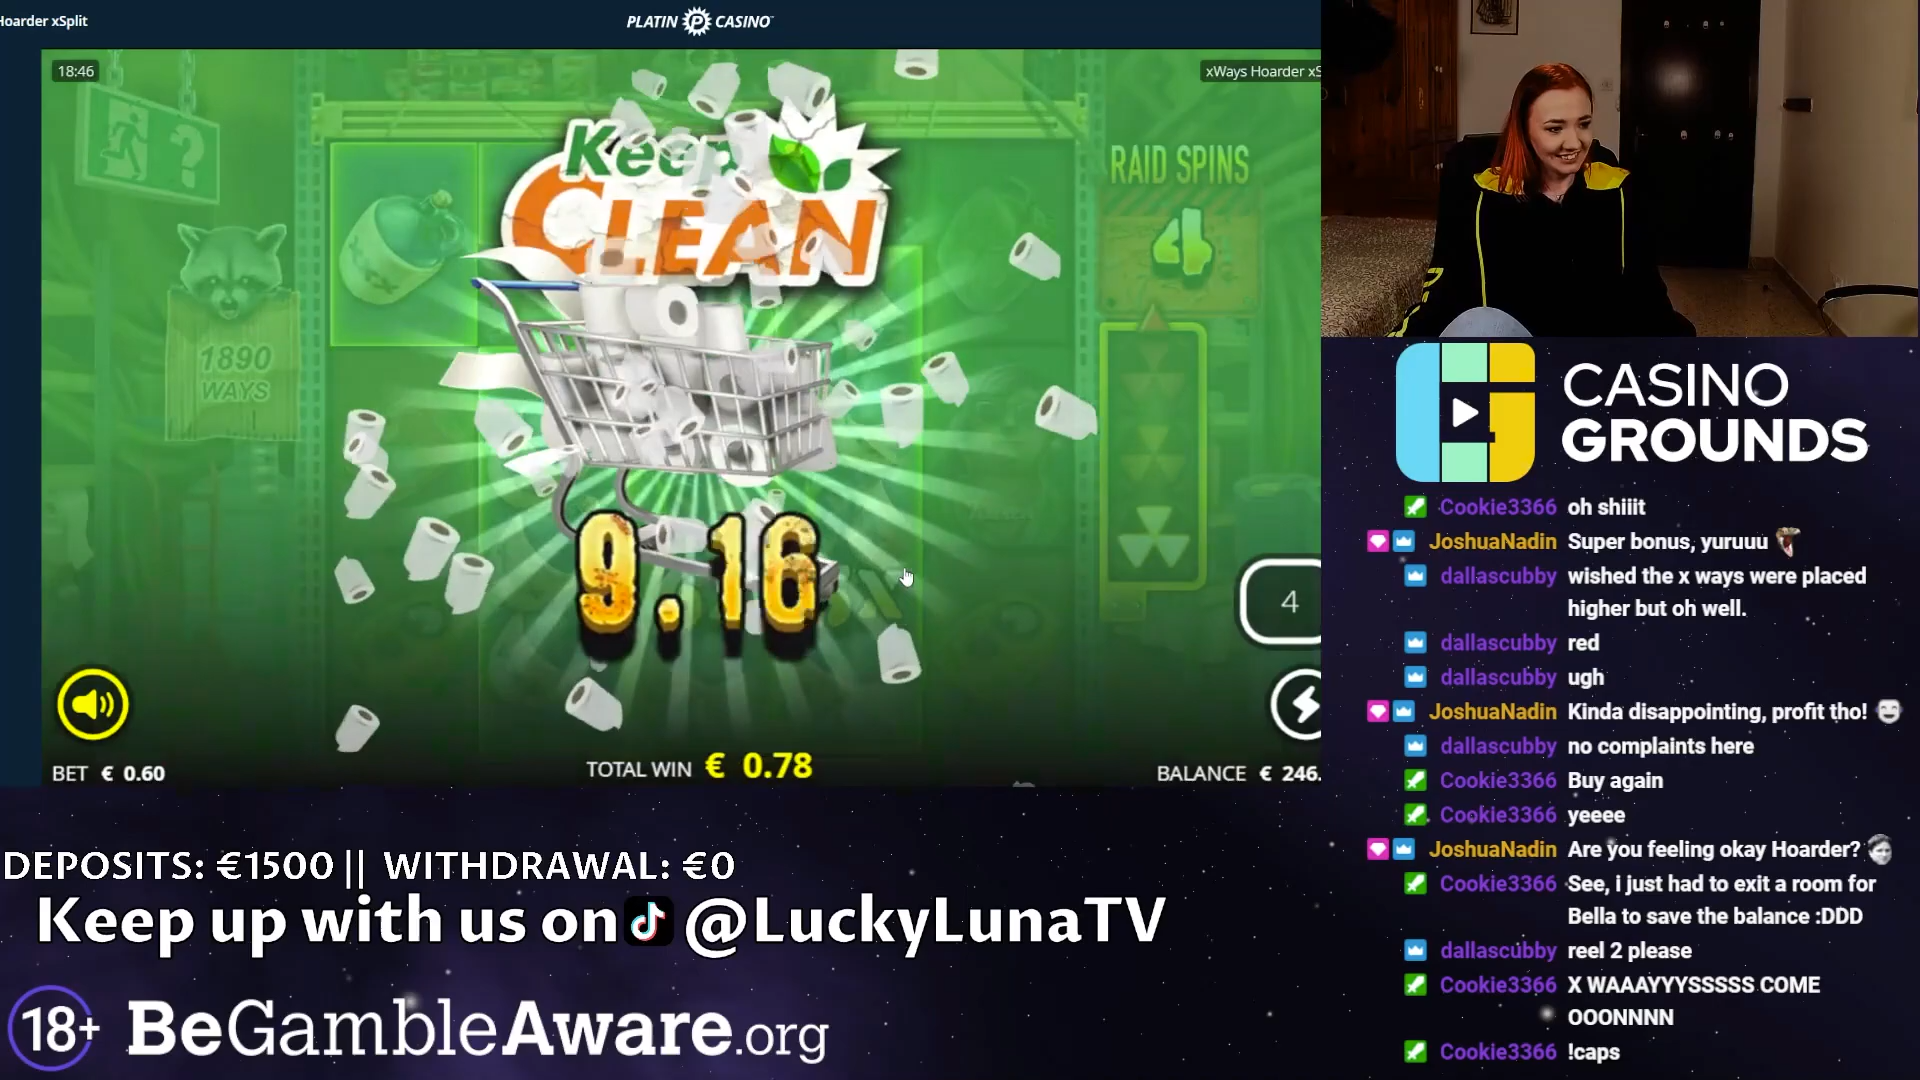 Hoarder xSplit
PLATIN P CASINO
18:46
xWays Hoarder xS
Keep
CLEAN
RAID SPINS
4
1890
WAYS
9.16
4
BET € 0.60
TOTAL WIN € 0.78
BALANCE € 246.
DEPOSITS: €1500 || WITHDRAWAL: €0
Keep up with us on @LuckyLunaTV
18+ BeGambleAware.org
CASINO
GROUNDS
Cookie3366 oh shiiit
JoshuaNadin Super bonus, yuruuu
dallascubby wished the x ways were placed
higher but oh well.
dallascubby red
dallascubby ugh
JoshuaNadin Kinda disappointing, profit tho!
dallascubby no complaints here
Cookie3366 Buy again
Cookie3366 yeeee
JoshuaNadin Are you feeling okay Hoarder?
Cookie3366 See, i just had to exit a room for
Bella to save the balance :DDD
dallascubby reel 2 please
Cookie3366 X WAAAYYYSSSSS COME
OOONNNN
Cookie3366 !caps